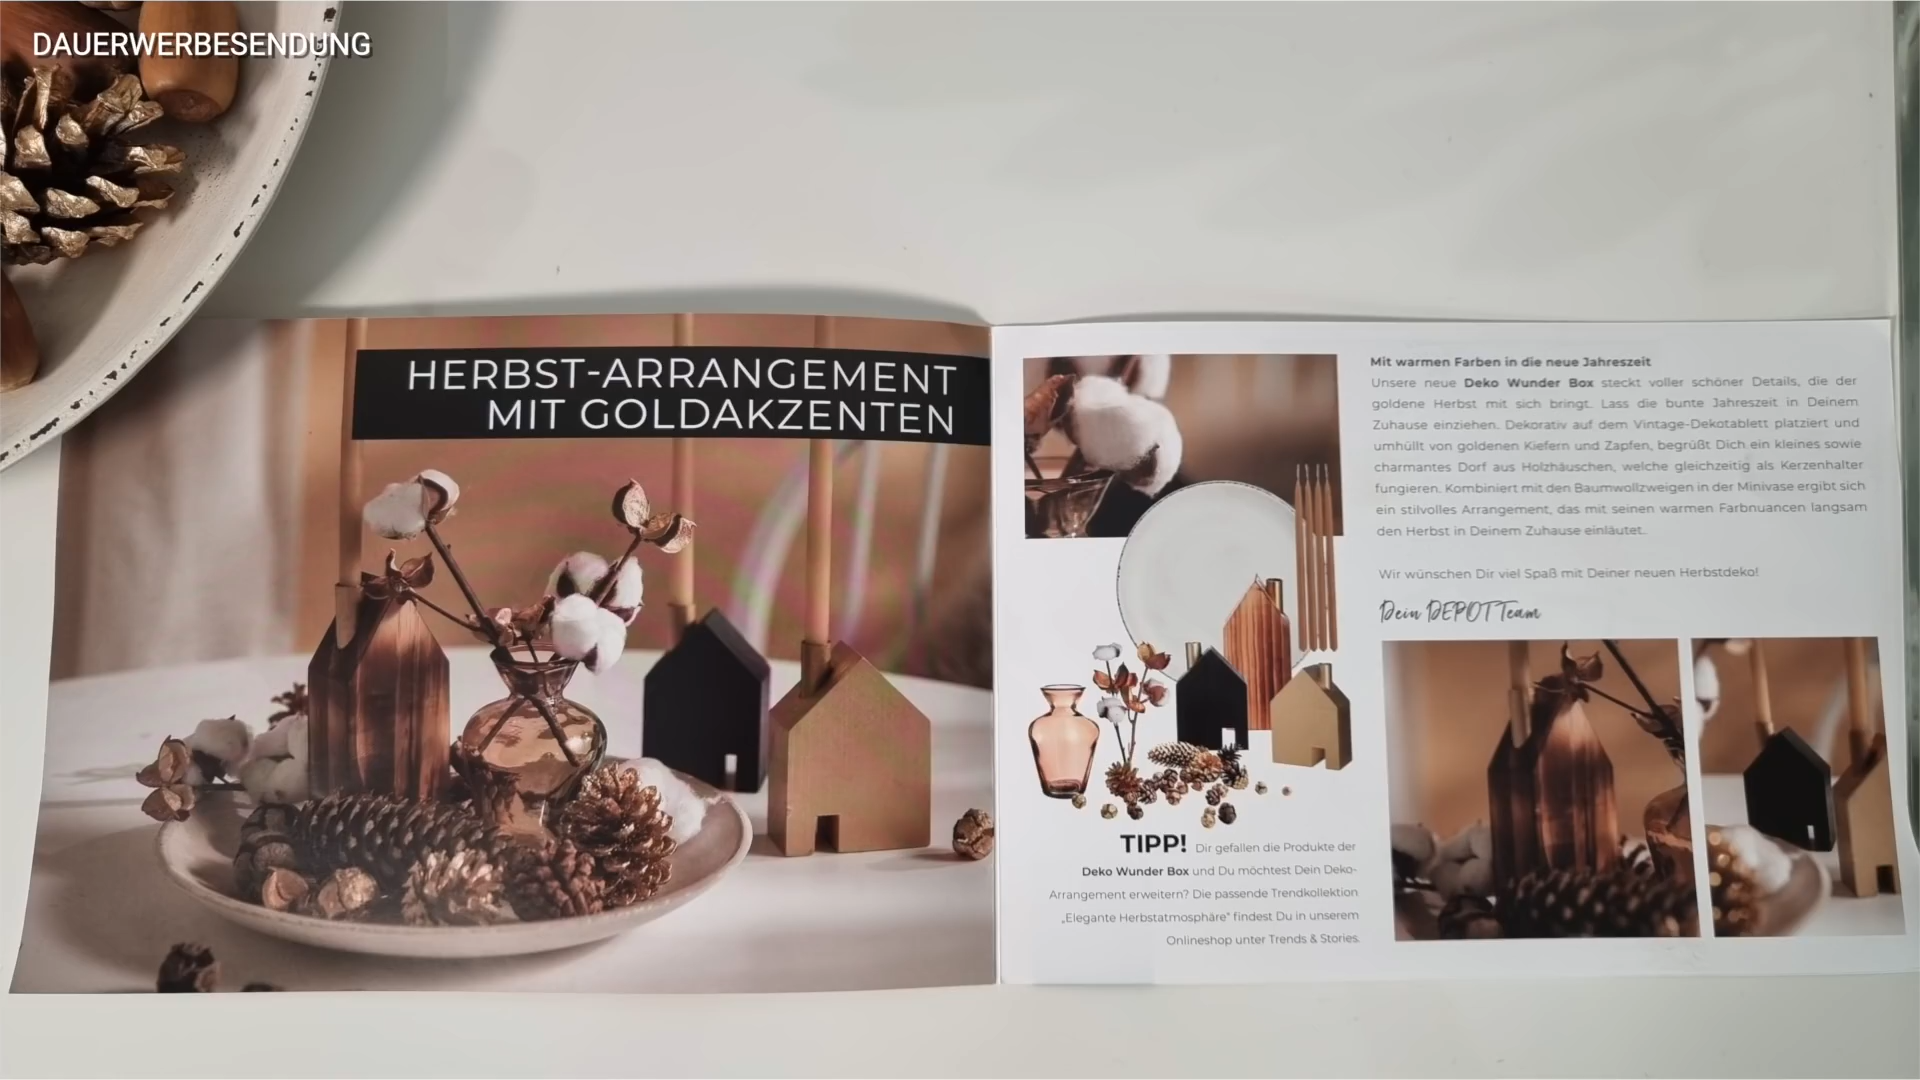 DAUERWERBESENDUNG
HERBST-ARRANGEMENT
MIT GOLDAKZENTEN
Mit warmen Farben in die neue Jahreszeit
Unsere neue Deko Wunder Box steckt voller schöner Details, die der
goldene Herbst mit sich bringt. Lass die bunte Jahreszeit in Deinem
Zuhause einziehen. Dekorativ auf dem Vintage-Dekotablett platziert und
umhüllt von goldenen Kiefern und Zapfen, begrüßt Dich ein kleines sowie
charmantes Dorf aus Holzhäuschen, welche gleichzeitig als Kerzenhalter
fungieren. Kombiniert mit den Baumwollzweigen in der Minivase ergibt sich
ein stilvolles Arrangement, das mit seinen warmen Farbnuancen langsam
den Herbst in Deinem Zuhause einläutet.
Wir wünschen Dir viel Spaß mit Deiner neuen Herbstdeko!
Dein DEPOT Team
TIPP! Dir gefallen die Produkte der
Deko Wunder Box und Du möchtest Dein Deko-
Arrangement erweitern? Die passende Trendkollektion
„Elegante Herbstatmosphäre" findest Du in unserem
Onlineshop unter Trends & Stories.